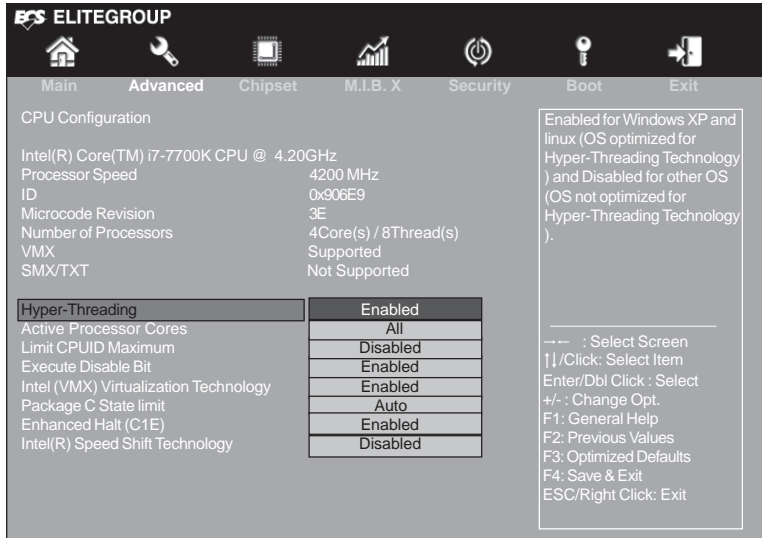 ECS ELITEGROUP
Main Advanced Chipset M.I.B. X Security Boot Exit
CPU Configuration
Intel(R) Core(TM) i7-7700K CPU @ 4.20GHz
Processor Speed 4200 MHz
ID 0x906E9
Microcode Revision 3E
Number of Processors 4Core(s) / 8Thread(s)
VMX Supported
SMX/TXT Not Supported
Hyper-Threading Enabled
Active Processor Cores All
Limit CPUID Maximum Disabled
Execute Disable Bit Enabled
Intel (VMX) Virtualization Technology Enabled
Package C State limit Auto
Enhanced Halt (C1E) Enabled
Intel(R) Speed Shift Technology Disabled
Enabled for Windows XP and
linux (OS optimized for
Hyper-Threading Technology
) and Disabled for other OS
(OS not optimized for
Hyper-Threading Technology
).
→← : Select Screen
↑↓/Click: Select Item
Enter/Dbl Click : Select
+/- : Change Opt.
F1: General Help
F2: Previous Values
F3: Optimized Defaults
F4: Save & Exit
ESC/Right Click: Exit